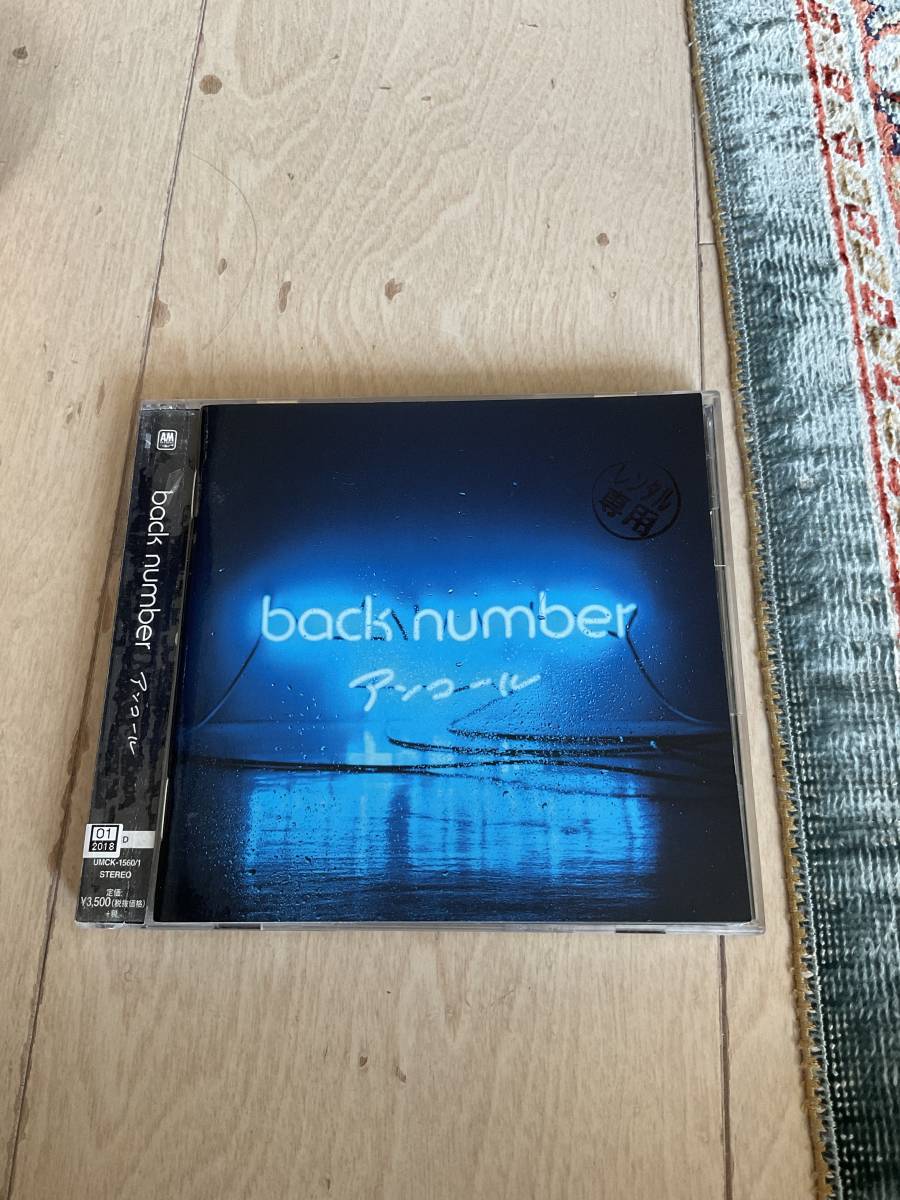 AM
back number アンコール
01
2018
D
UMCK-1560/1
STEREO
定価:
¥3,500(税抜価格)
+税
レンタル
専用
back number
アンコール